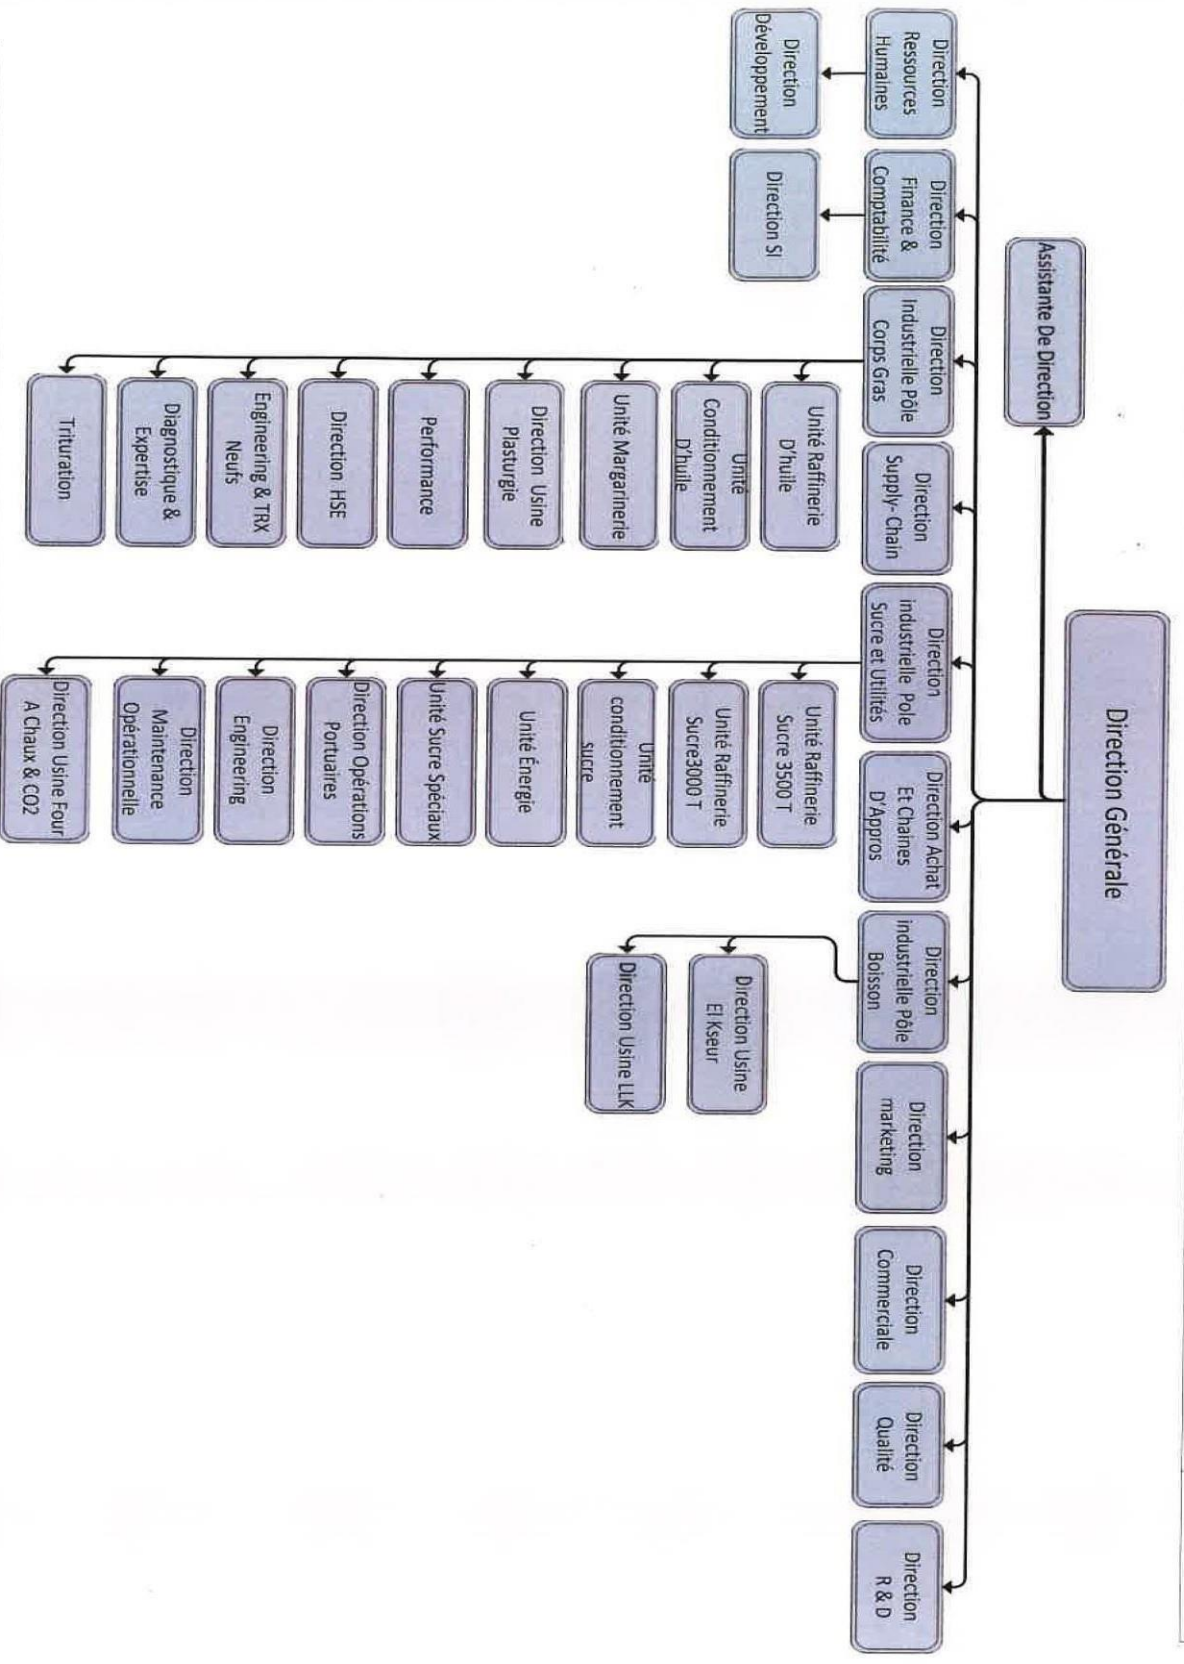 Direction Générale
Assistante De Direction
Direction
Ressources
Humaines
Direction
Finance &
Comptabilité
Direction
Industrielle Pôle
Corps Gras
Direction
Supply- Chain
Direction
industrielle Pole
Sucre et Utilités
Direction Achat
Et Chaines
D'Appros
Direction
industrielle Pôle
Boisson
Direction
marketing
Direction
Commerciale
Direction
Qualité
Direction
R & D
Direction
Développement
Direction SI
Unité Raffinerie
D'huile
Unité
Conditionnement
D'huile
Unité Margarinerie
Direction Usine
Plasturgie
Performance
Direction HSE
Engineering & TRX
Neufs
Diagnostique &
Expertise
Trituration
Unité Raffinerie
Sucre 3500 T
Unité Raffinerie
Sucre3000 T
Unité
conditionnement
sucre
Unité Énergie
Unité Sucre Spéciaux
Direction Opérations
Portuaires
Direction
Engineering
Direction
Maintenance
Opérationnelle
Direction Usine Four
A Chaux & CO2
Direction Usine
El Kseur
Direction Usine LLK